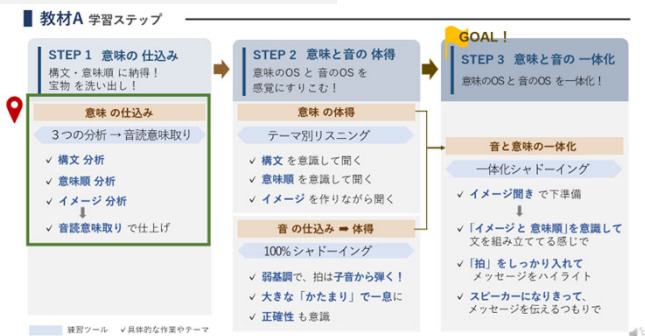 教材A 学習ステップ
GOAL！
STEP 1 意味の 仕込み
構文・意味順 に納得！
宝物 を洗い出し！
意味 の仕込み
３つの分析 → 音読意味取り
✓ 構文 分析
✓ 意味順 分析
✓ イメージ 分析
✓ 音読意味取り で仕上げ
STEP 2 意味と音の 体得
意味のOS と 音のOS を
感覚にすりこむ！
意味 の体得
テーマ別リスニング
✓ 構文 を意識して聞く
✓ 意味順 を意識して聞く
✓ イメージ を作りながら聞く
音 の仕込み ➡ 体得
100%シャドーイング
✓ 弱基調で、拍は子音から弾く！
✓ 大きな「かたまり」で一息に
✓ 正確性 も意識
STEP 3 意味と音の 一体化
意味のOSと 音のOS を一体化！
音と意味の一体化
一体化シャドーイング
✓ イメージ聞き で下準備
✓ 「イメージと 意味順」を意識して
文を組み立ててる感じで
✓ 「拍」をしっかり入れて
メッセージをハイライト
✓ スピーカーになりきって、
メッセージを伝えるつもりで
練習ツール ✓具体的な作業やテーマ